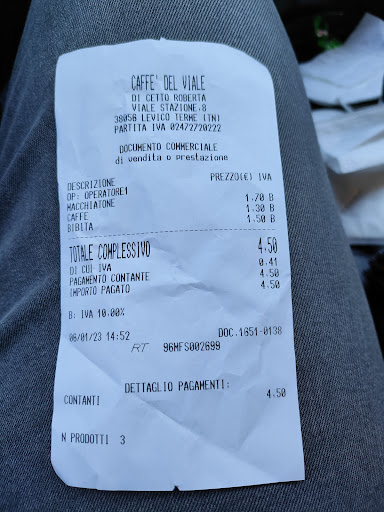 CAFFE' DEL VIALE
DI CETTO ROBERTA
VIALE STAZIONE,8
38056 LEVICO TERME (TN)
PARTITA IVA 02472720222
DOCUMENTO COMMERCIALE
di vendita o prestazione
DESCRIZIONE PREZZO(€) IVA
OP: OPERATORE1
MACCHIATONE 1.70 B
CAFFE 1.30 B
BIBITA 1.50 B
TOTALE COMPLESSIVO 4.50
DI CUI IVA 0.41
PAGAMENTO CONTANTE 4.50
IMPORTO PAGATO 4.50
B: IVA 10.00%
06/01/23 14:52 DOC.1651-0138
RT 96MFS002699
DETTAGLIO PAGAMENTI:
CONTANTI 4.50
N PRODOTTI 3